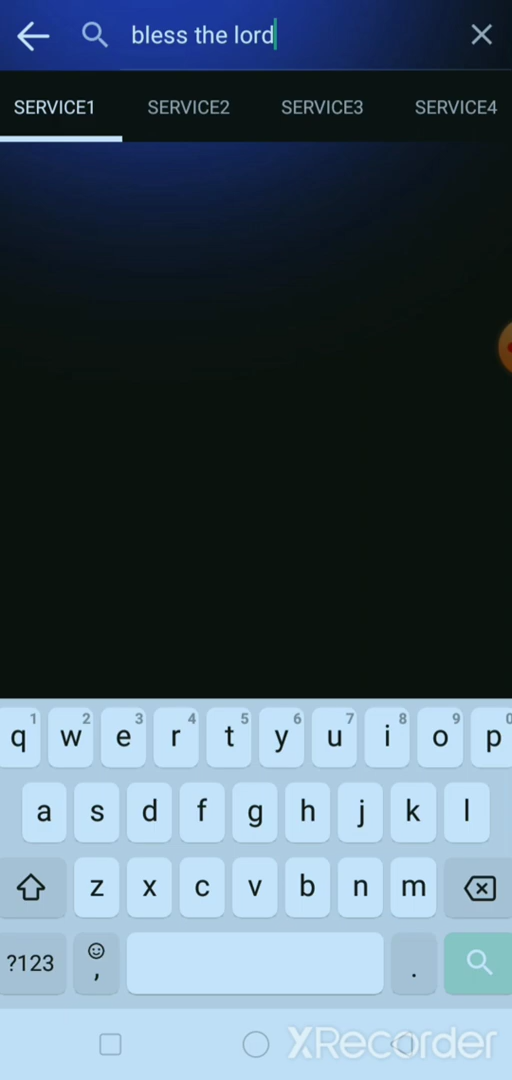 bless the lord
SERVICE1 SERVICE2 SERVICE3 SERVICE4
1 2 3 4 5 6 7 8 9 0
q w e r t y u i o p
a s d f g h j k l
z x c v b n m
?123 , .
XRecorder